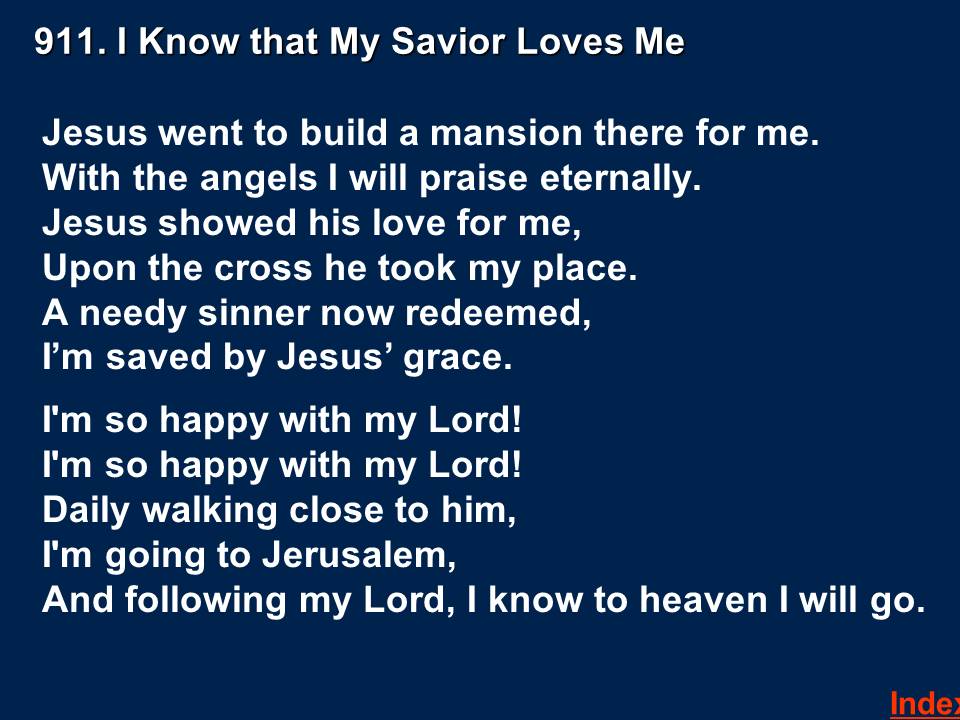 911. I Know that My Savior Loves Me
Jesus went to build a mansion there for me.
With the angels I will praise eternally.
Jesus showed his love for me,
Upon the cross he took my place.
A needy sinner now redeemed,
I’m saved by Jesus’ grace.
I'm so happy with my Lord!
I'm so happy with my Lord!
Daily walking close to him,
I'm going to Jerusalem,
And following my Lord, I know to heaven I will go.
Index